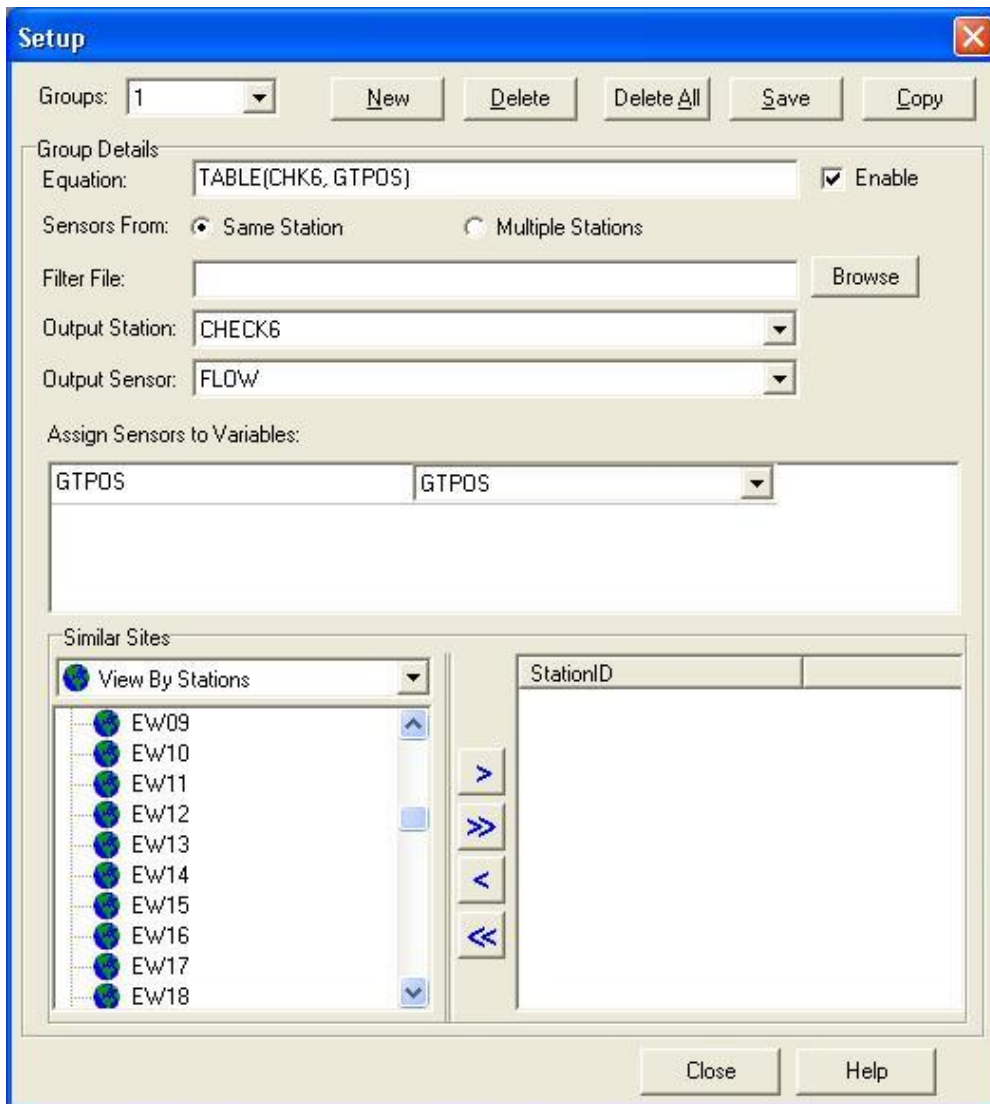 Setup
Groups: 1 New Delete Delete All Save Copy
Group Details
Equation: TABLE(CHK6, GTPOS) Enable
Sensors From: Same Station Multiple Stations
Filter File: Browse
Output Station: CHECK6
Output Sensor: FLOW
Assign Sensors to Variables:
GTPOS GTPOS
Similar Sites
View By Stations StationID
EW09
EW10
EW11
EW12
EW13
EW14
EW15
EW16
EW17
EW18
> 
>>
<
<<
Close Help